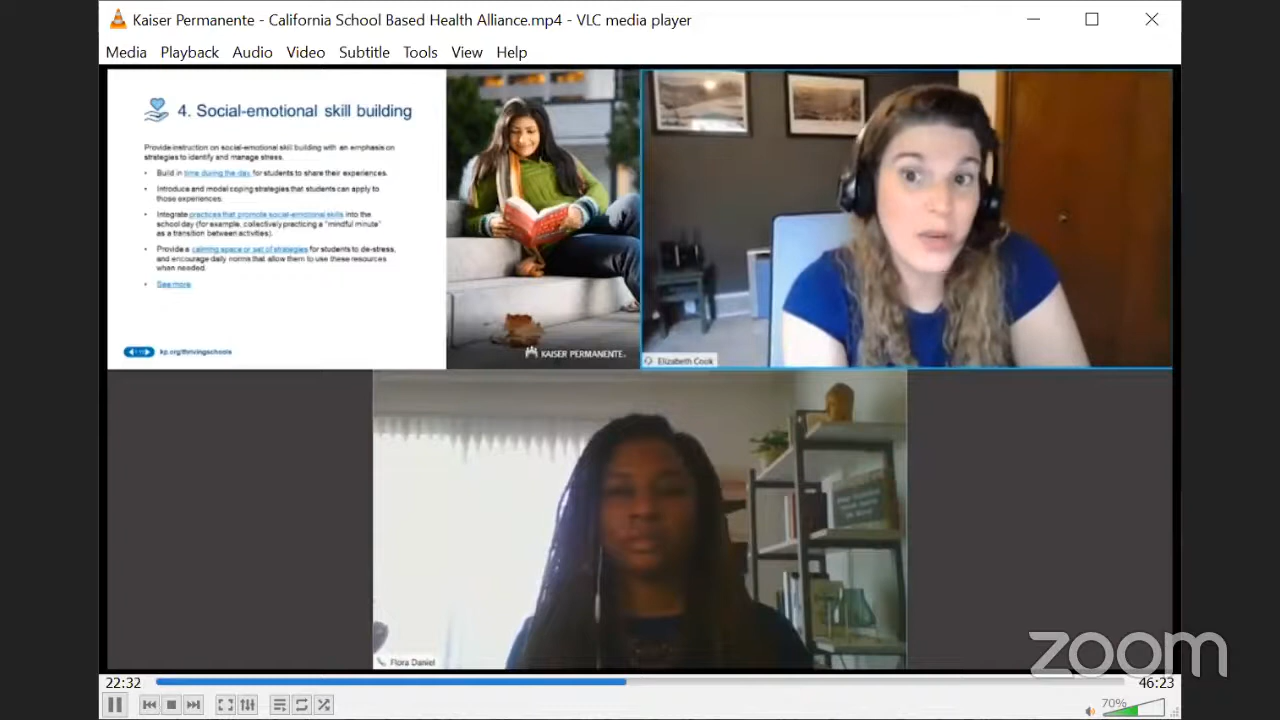 Kaiser Permanente - California School Based Health Alliance.mp4 - VLC media player
Media Playback Audio Video Subtitle Tools View Help
4. Social-emotional skill building
Provide instruction on social-emotional skill building with an emphasis on
strategies to identify and manage stress.
• Build in time during the day for students to share their experiences.
• Introduce and model coping strategies that students can apply to
those experiences.
• Integrate practices that promote social-emotional skills into the
school day (for example, collectively practicing a "mindful minute"
as a transition between activities).
• Provide a calming space or set of strategies for students to de-stress,
and encourage daily norms that allow them to use these resources
when needed.
• See more
kp.org/thrivingschools
KAISER PERMANENTE.
Elizabeth Cook
Flora Daniel
zoom
22:32
46:23
70%